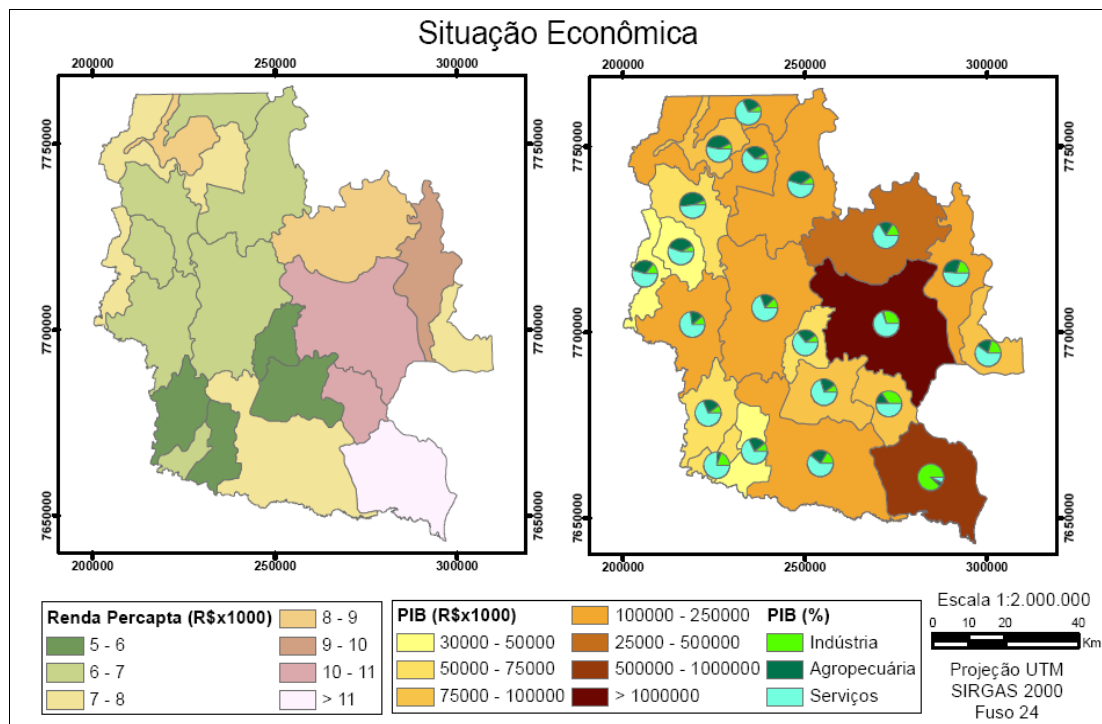 Situação Econômica
200000 250000 300000
200000 250000 300000
7750000
7700000
7650000
7750000
7700000
7650000
7750000
7700000
7650000
7750000
7700000
7650000
200000 250000 300000
200000 250000 300000
Renda Percapta (R$x1000)
5 - 6
6 - 7
7 - 8
8 - 9
9 - 10
10 - 11
> 11
PIB (R$x1000)
30000 - 50000
50000 - 75000
75000 - 100000
100000 - 250000
25000 - 500000
500000 - 1000000
> 1000000
PIB (%)
Indústria
Agropecuária
Serviços
Escala 1:2.000.000
0 10 20 40
Km
Projeção UTM
SIRGAS 2000
Fuso 24